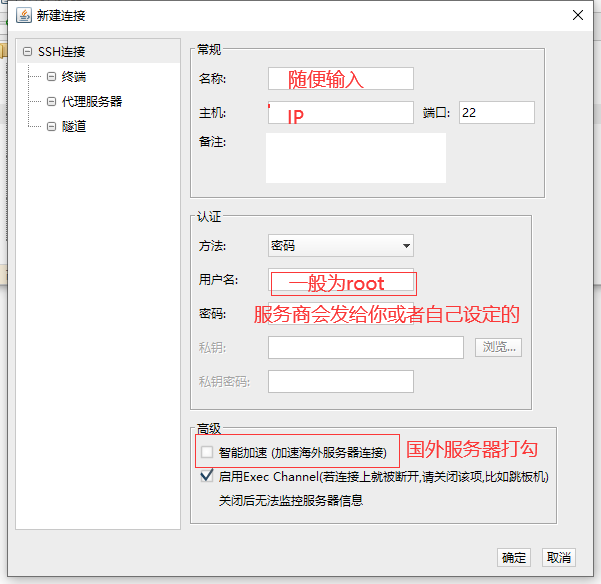 新建连接
SSH连接
终端
代理服务器
隧道
常规
名称: 随便输入
主机: IP 端口: 22
备注:
认证
方法: 密码
用户名: 一般为root
密码: 服务商会发给你或者自己设定的
私钥: 浏览...
私钥密码:
高级
智能加速 (加速海外服务器连接) 国外服务器打勾
启用Exec Channel(若连接上就被断开,请关闭该项,比如跳板机)
关闭后无法监控服务器信息
确定 取消